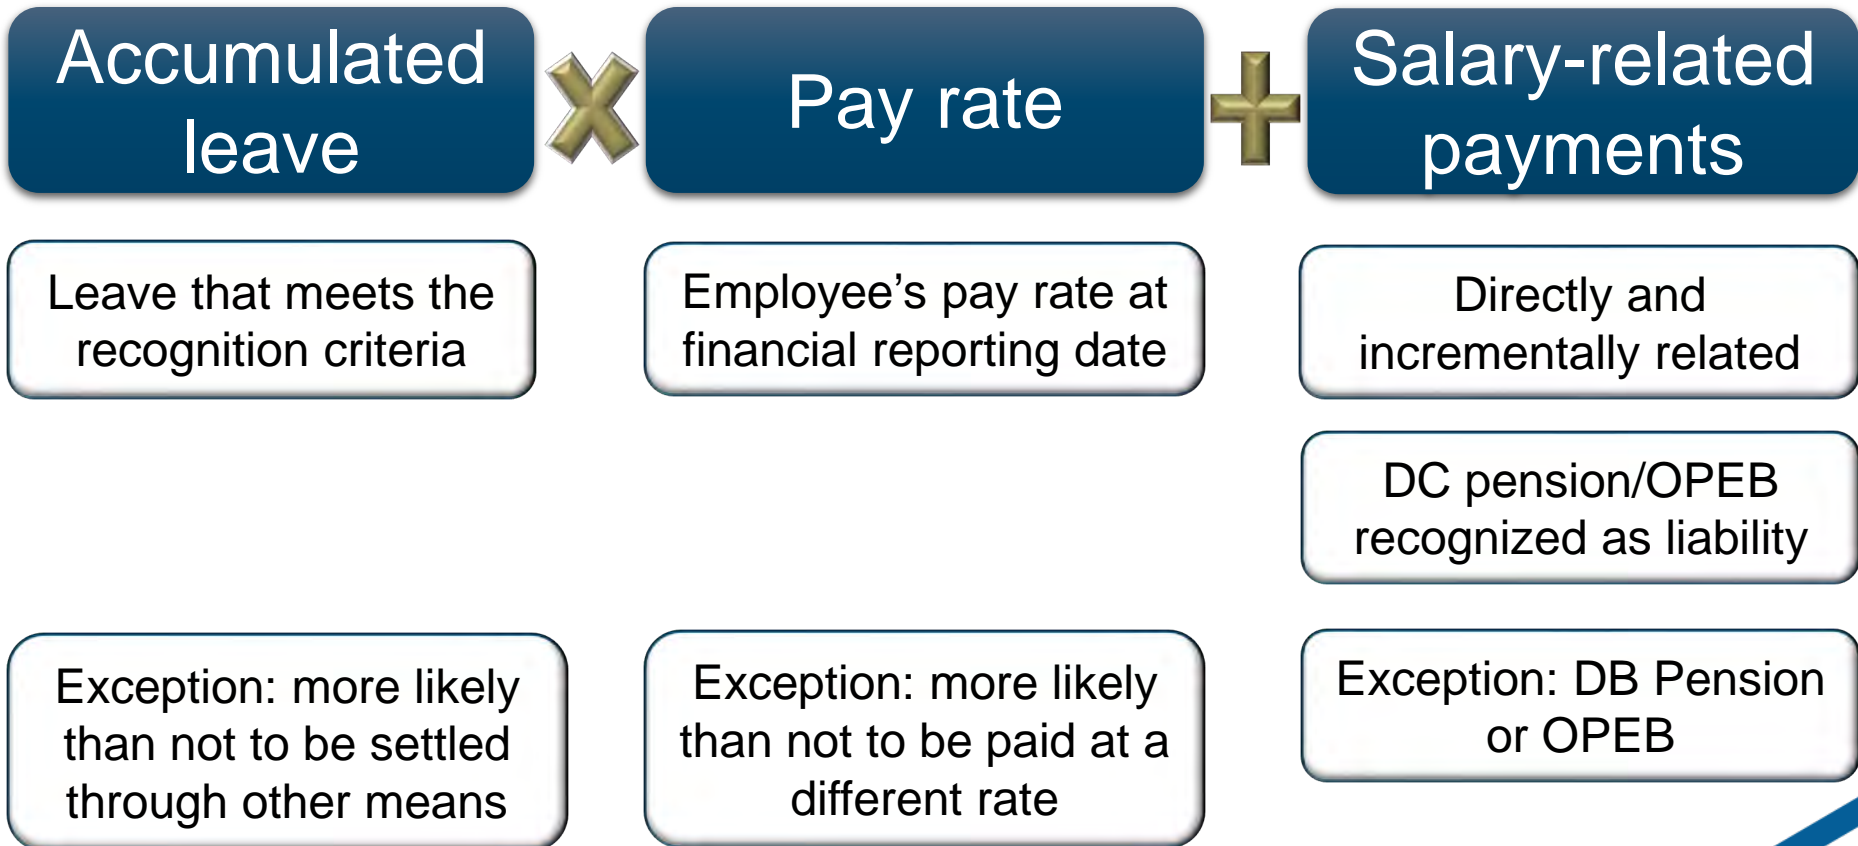 Accumulated
leave
Pay rate
Salary-related
payments
Leave that meets the
recognition criteria
Employee’s pay rate at
financial reporting date
Directly and
incrementally related
DC pension/OPEB
recognized as liability
Exception: more likely
than not to be settled
through other means
Exception: more likely
than not to be paid at a
different rate
Exception: DB Pension
or OPEB